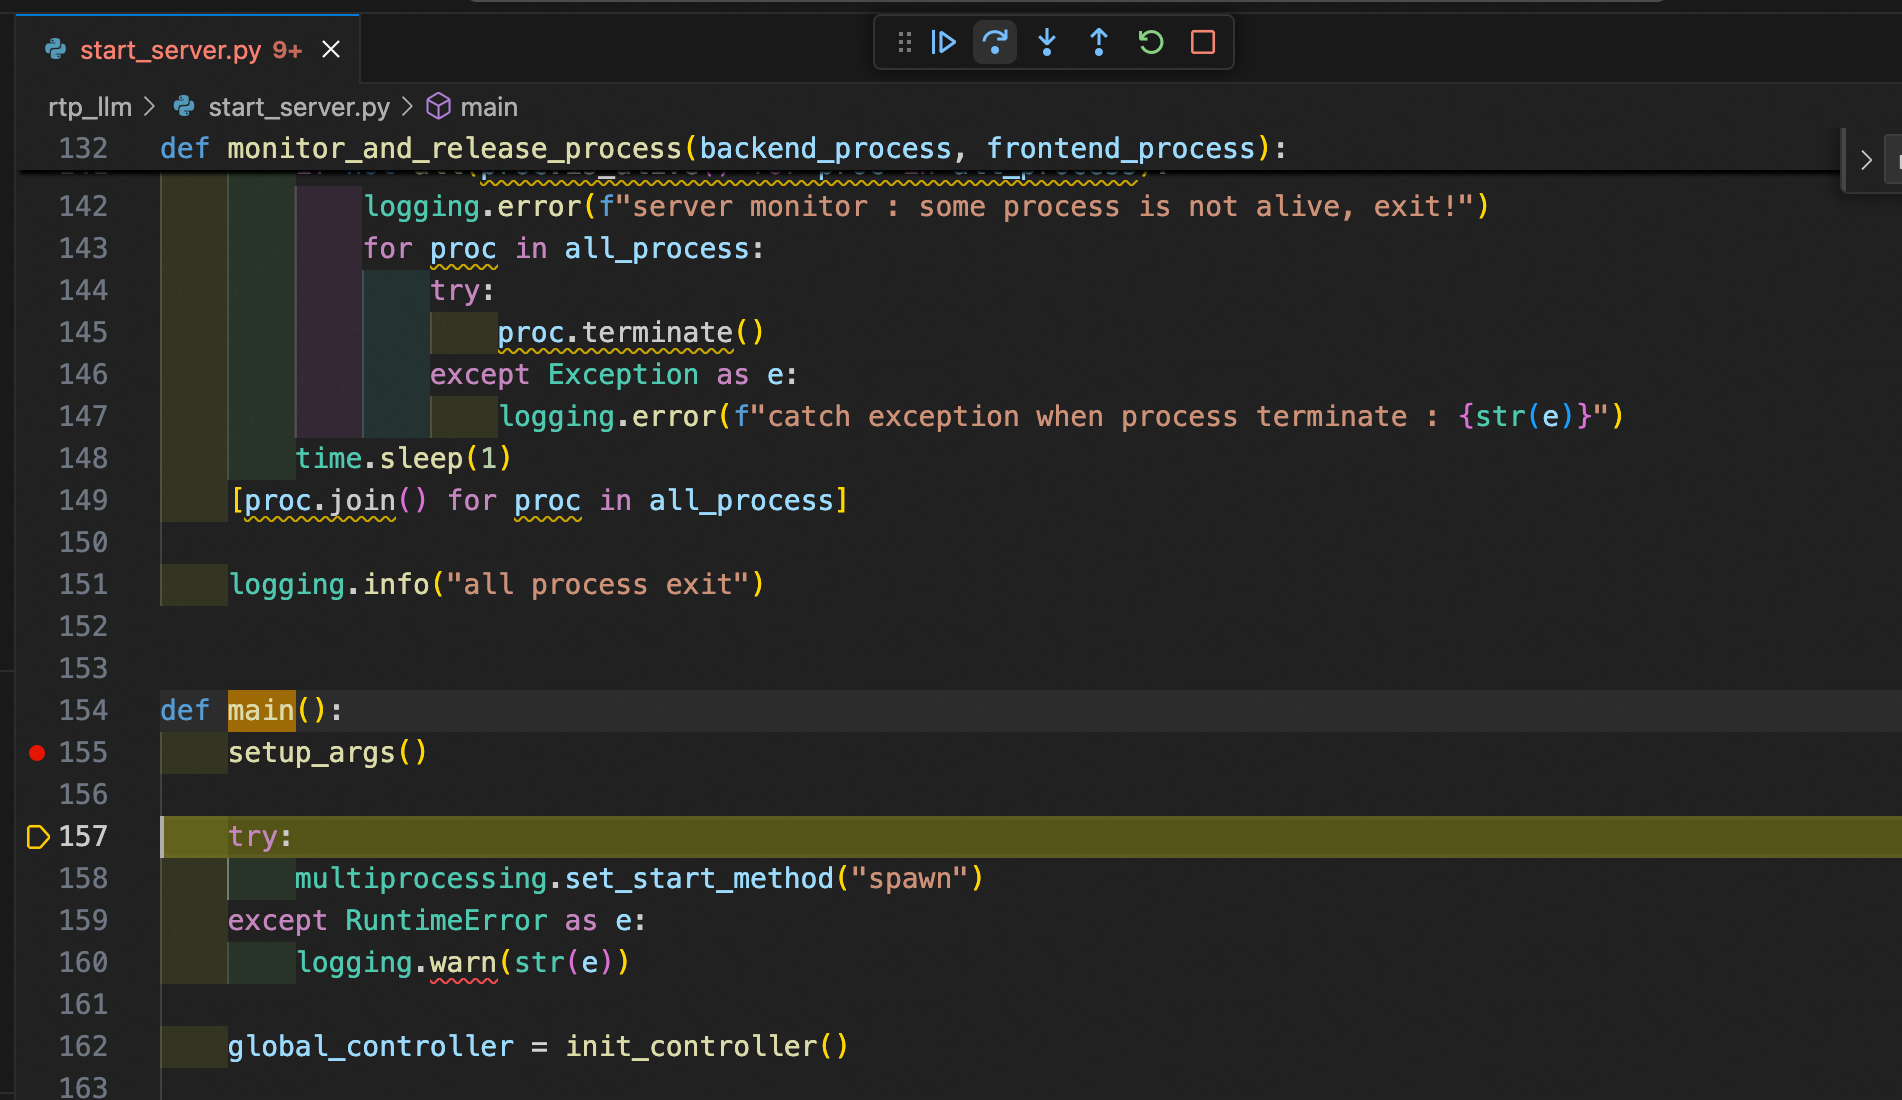 start_server.py 9+
rtp_llm > start_server.py > main
132 def monitor_and_release_process(backend_process, frontend_process):
142 logging.error(f"server monitor : some process is not alive, exit!")
143 for proc in all_process:
144 try:
145 proc.terminate()
146 except Exception as e:
147 logging.error(f"catch exception when process terminate : {str(e)}")
148 time.sleep(1)
149 [proc.join() for proc in all_process]
150
151 logging.info("all process exit")
152
153
154 def main():
155 setup_args()
156
157 try:
158 multiprocessing.set_start_method("spawn")
159 except RuntimeError as e:
160 logging.warn(str(e))
161
162 global_controller = init_controller()
163